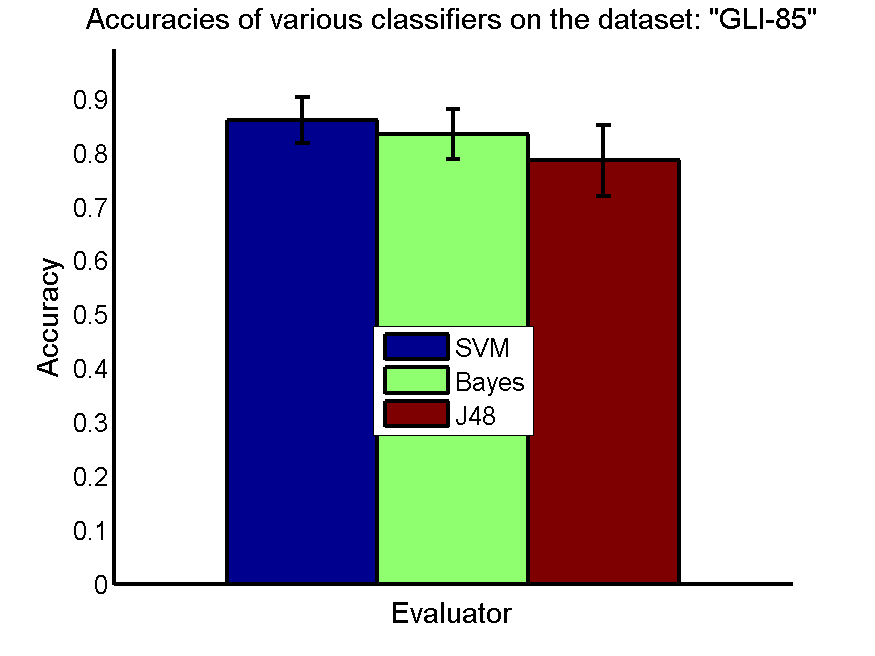 Accuracies of various classifiers on the dataset: "GLI-85"
0.9
0.8
0.7
0.6
0.5
0.4
0.3
0.2
0.1
0
Accuracy
SVM
Bayes
J48
Evaluator